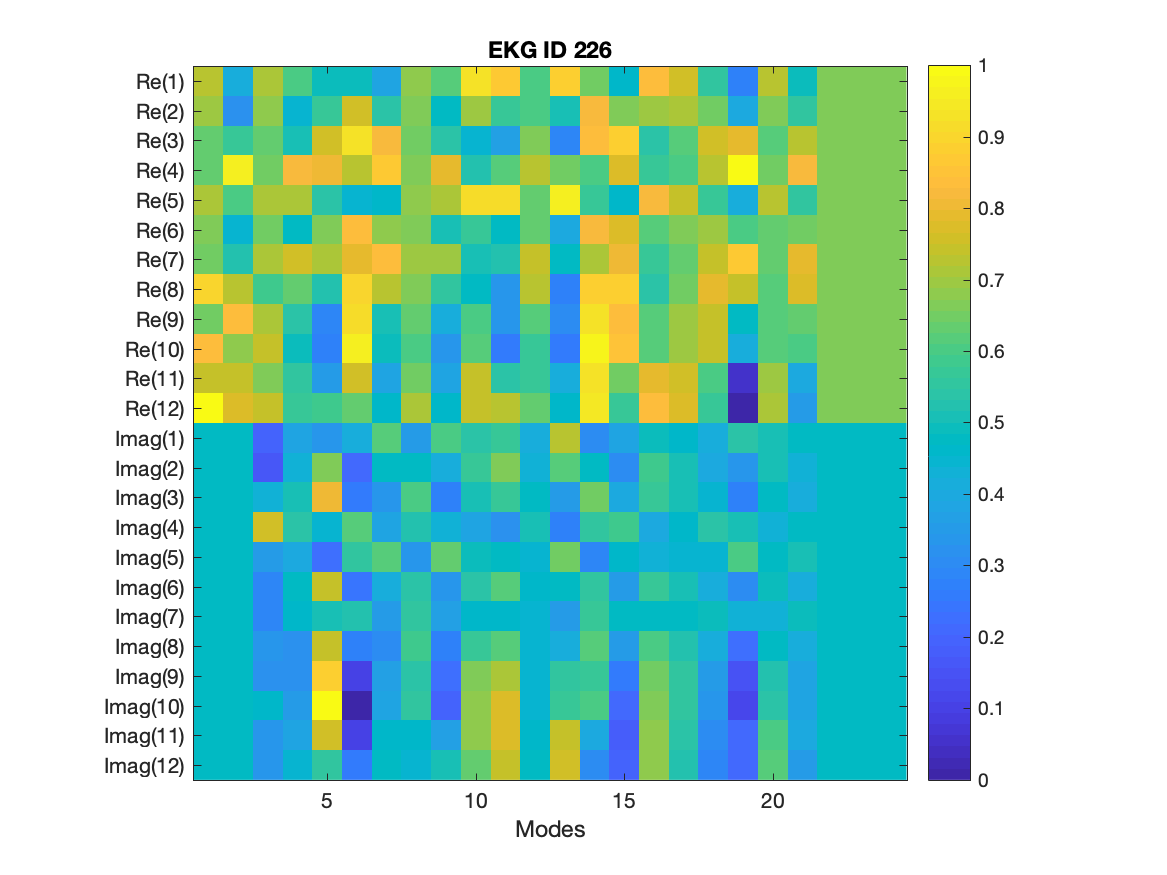 EKG ID 226
Re(1)
Re(2)
Re(3)
Re(4)
Re(5)
Re(6)
Re(7)
Re(8)
Re(9)
Re(10)
Re(11)
Re(12)
Imag(1)
Imag(2)
Imag(3)
Imag(4)
Imag(5)
Imag(6)
Imag(7)
Imag(8)
Imag(9)
Imag(10)
Imag(11)
Imag(12)
5 10 15 20
Modes
1
0.9
0.8
0.7
0.6
0.5
0.4
0.3
0.2
0.1
0